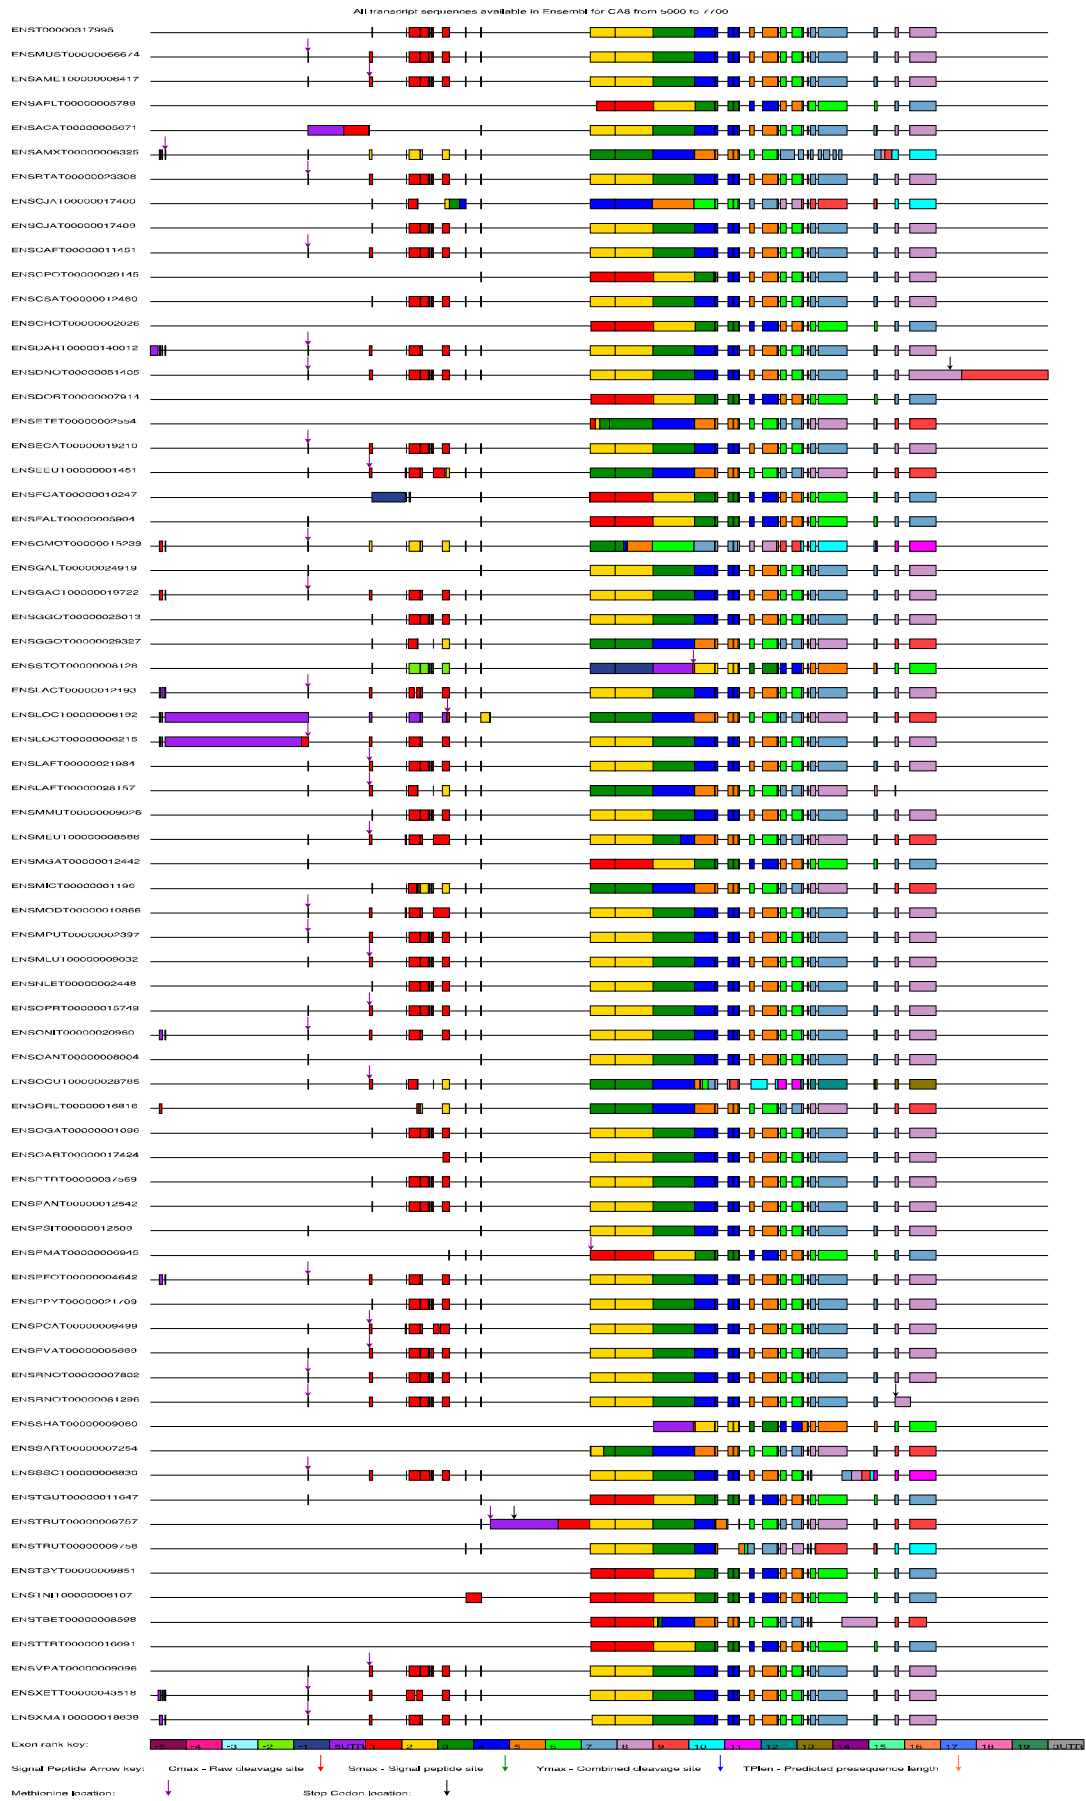 All transcript sequences available in Ensembl for CA8 from 5000 to 7700
ENST00000317995
ENSMUST00000066674
ENSAMET00000006417
ENSAPLT00000005789
ENSACAT00000005671
ENSAMXT00000006325
ENSBTAT00000023308
ENSCJAT00000017400
ENSCJAT00000017409
ENSCAFT00000011451
ENSCPOT00000020145
ENSCSAT00000012460
ENSCHOT00000002026
ENSDART00000140012
ENSDNOT00000051405
ENSDORT00000007914
ENSETET00000002554
ENSECAT00000019210
ENSEEUT00000001451
ENSFCAT00000010247
ENSFALT00000005904
ENSGMOT00000015239
ENSGALT00000024919
ENSGACT00000019722
ENSGGOT00000025013
ENSGGOT00000029327
ENSSTOT00000008128
ENSLACT00000012193
ENSLOCT00000006192
ENSLOCT00000006215
ENSLAFT00000021984
ENSLAFT00000028157
ENSMMUT00000009026
ENSMEUT00000008586
ENSMGAT00000012442
ENSMICT00000001196
ENSMODT00000010866
ENSMPUT00000002397
ENSMLUT00000009032
ENSNLET00000002448
ENSOPRT00000015749
ENSONIT00000020960
ENSOANT00000008004
ENSOCUT00000028785
ENSORLT00000016816
ENSOGAT00000001096
ENSOART00000017424
ENSPTRT00000037569
ENSPANT00000012542
ENSPSIT00000012509
ENSPMAT00000006945
ENSPFOT00000004642
ENSPPYT00000021709
ENSPCAT00000009499
ENSPVAT00000005669
ENSRNOT00000007802
ENSRNOT00000081296
ENSSHAT00000009060
ENSSART00000007254
ENSSSCT00000006830
ENSTGUT00000011647
ENSTRUT00000009757
ENSTRUT00000009758
ENSTSYT00000009851
ENSTNIT00000006107
ENSTBET00000008598
ENSTTRT00000016091
ENSVPAT00000009096
ENSXETT00000043518
ENSXMAT00000018638
Exon rank key: -5 -4 -3 -2 -1 5UTR 1 2 3 4 5 6 7 8 9 10 11 12 13 14 15 16 17 18 19 3UTR
Signal Peptide Arrow key: Cmax - Raw cleavage site Smax - Signal peptide site Ymax - Combined cleavage site TPlen - Predicted presequence length
Methionine location: Stop Codon location: